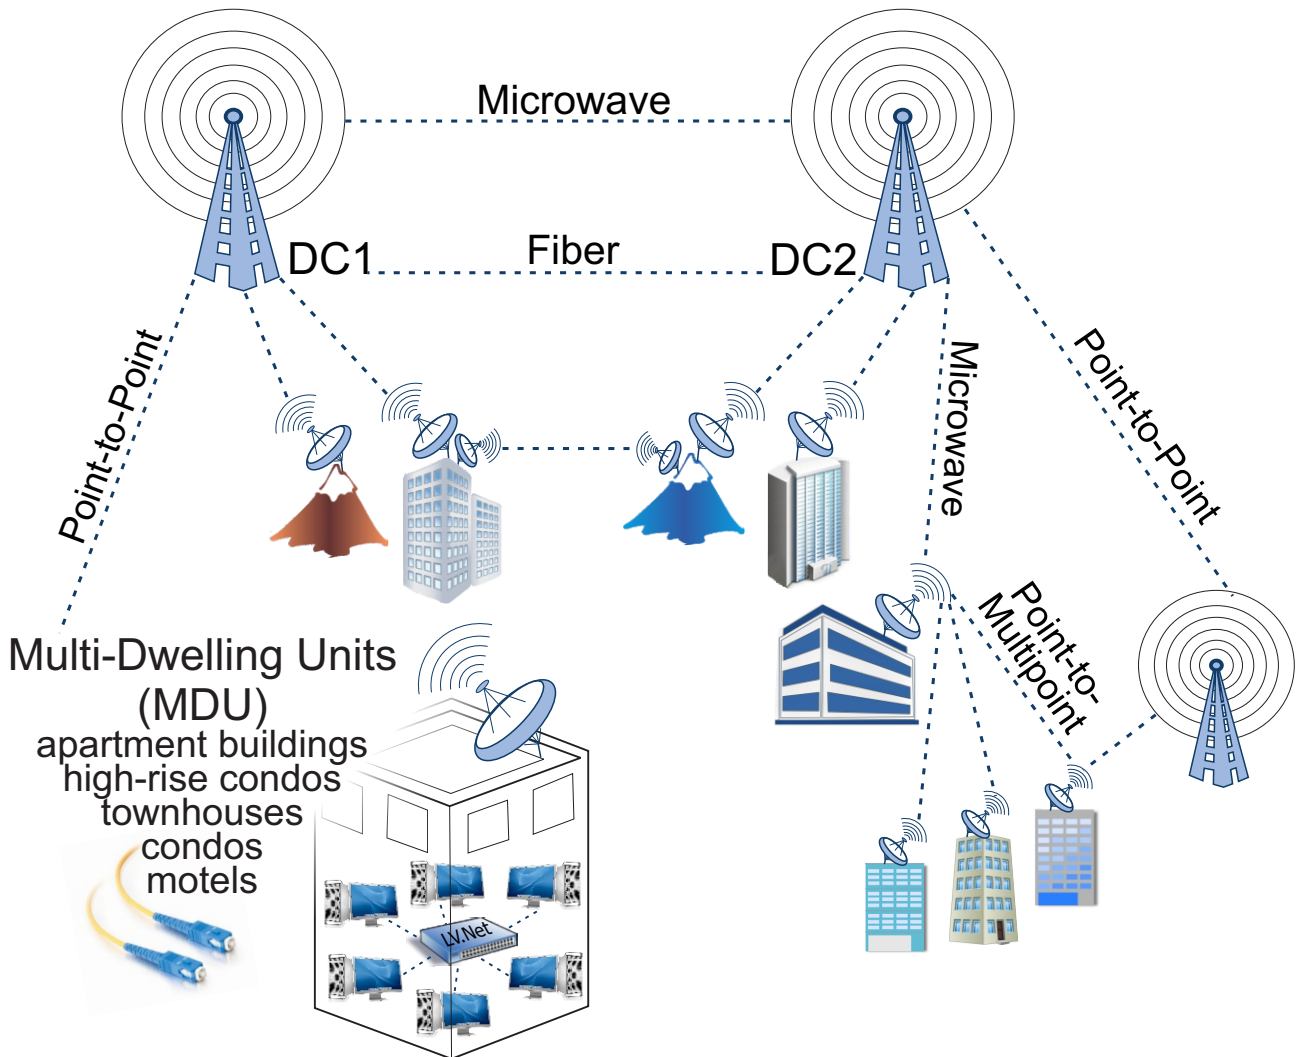 Microwave
DC1
Fiber
DC2
Point-to-Point
Microwave
Point-to-Point
Point-to-
Multipoint
Multi-Dwelling Units
(MDU)
apartment buildings
high-rise condos
townhouses
condos
motels
LV.Net